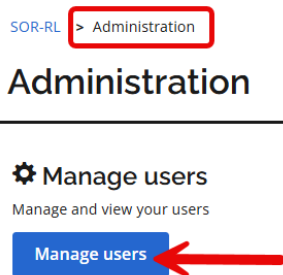 SOR-RL > Administration
Administration
Manage users
Manage and view your users
Manage users